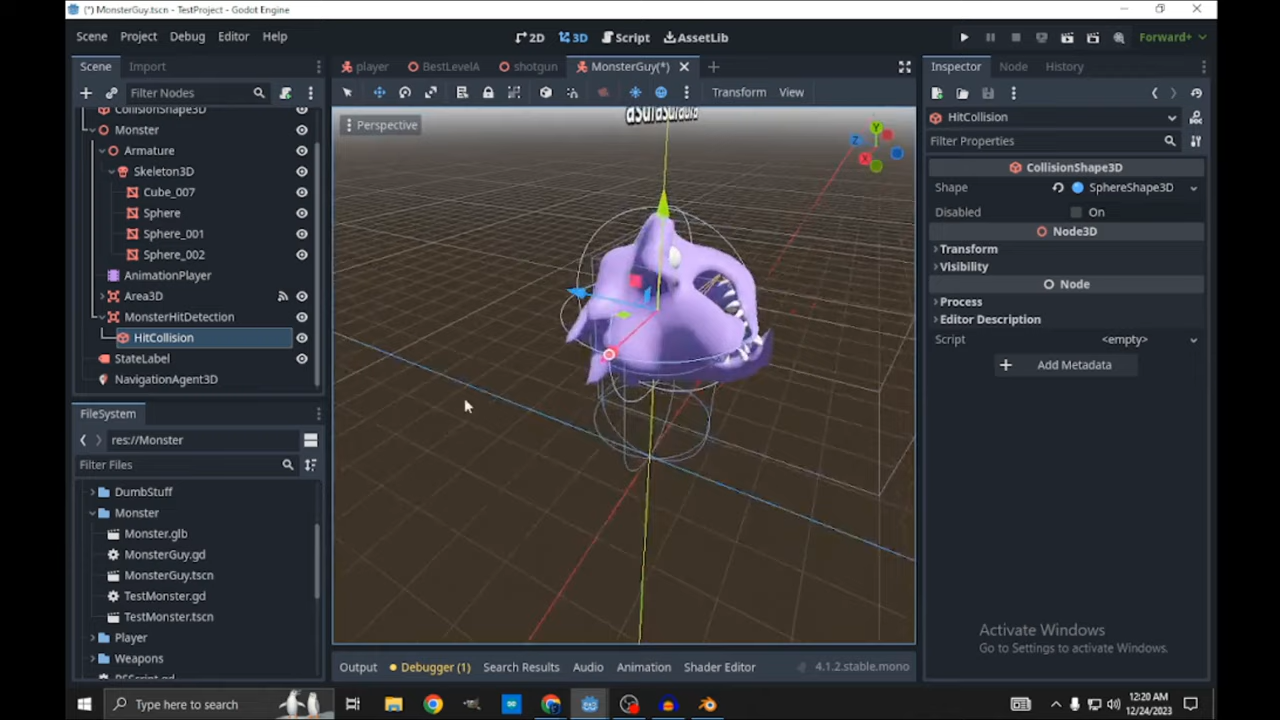 (*) MonsterGuy.tscn - TestProject - Godot Engine
Scene Project Debug Editor Help
2D 3D Script AssetLib
Forward+
Scene Import
player BestLevelA shotgun MonsterGuy(*)
Inspector Node History
Filter Nodes
Transform View
HitCollision
Filter Properties
Perspective
CollisionShape3D
Monster
Armature
Skeleton3D
Cube_007
Sphere
Sphere_001
Sphere_002
AnimationPlayer
Area3D
MonsterHitDetection
HitCollision
StateLabel
NavigationAgent3D
Y
Z
X
CollisionShape3D
Shape SphereShape3D
Disabled On
Node3D
Transform
Visibility
Node
Process
Editor Description
Script <empty>
Add Metadata
FileSystem
res://Monster
Filter Files
DumbStuff
Monster
Monster.glb
MonsterGuy.gd
MonsterGuy.tscn
TestMonster.gd
TestMonster.tscn
Player
Weapons
Activate Windows
Go to Settings to activate Windows.
Output Debugger (1) Search Results Audio Animation Shader Editor 4.1.2.stable.mono
Type here to search
12:20 AM
12/24/2023